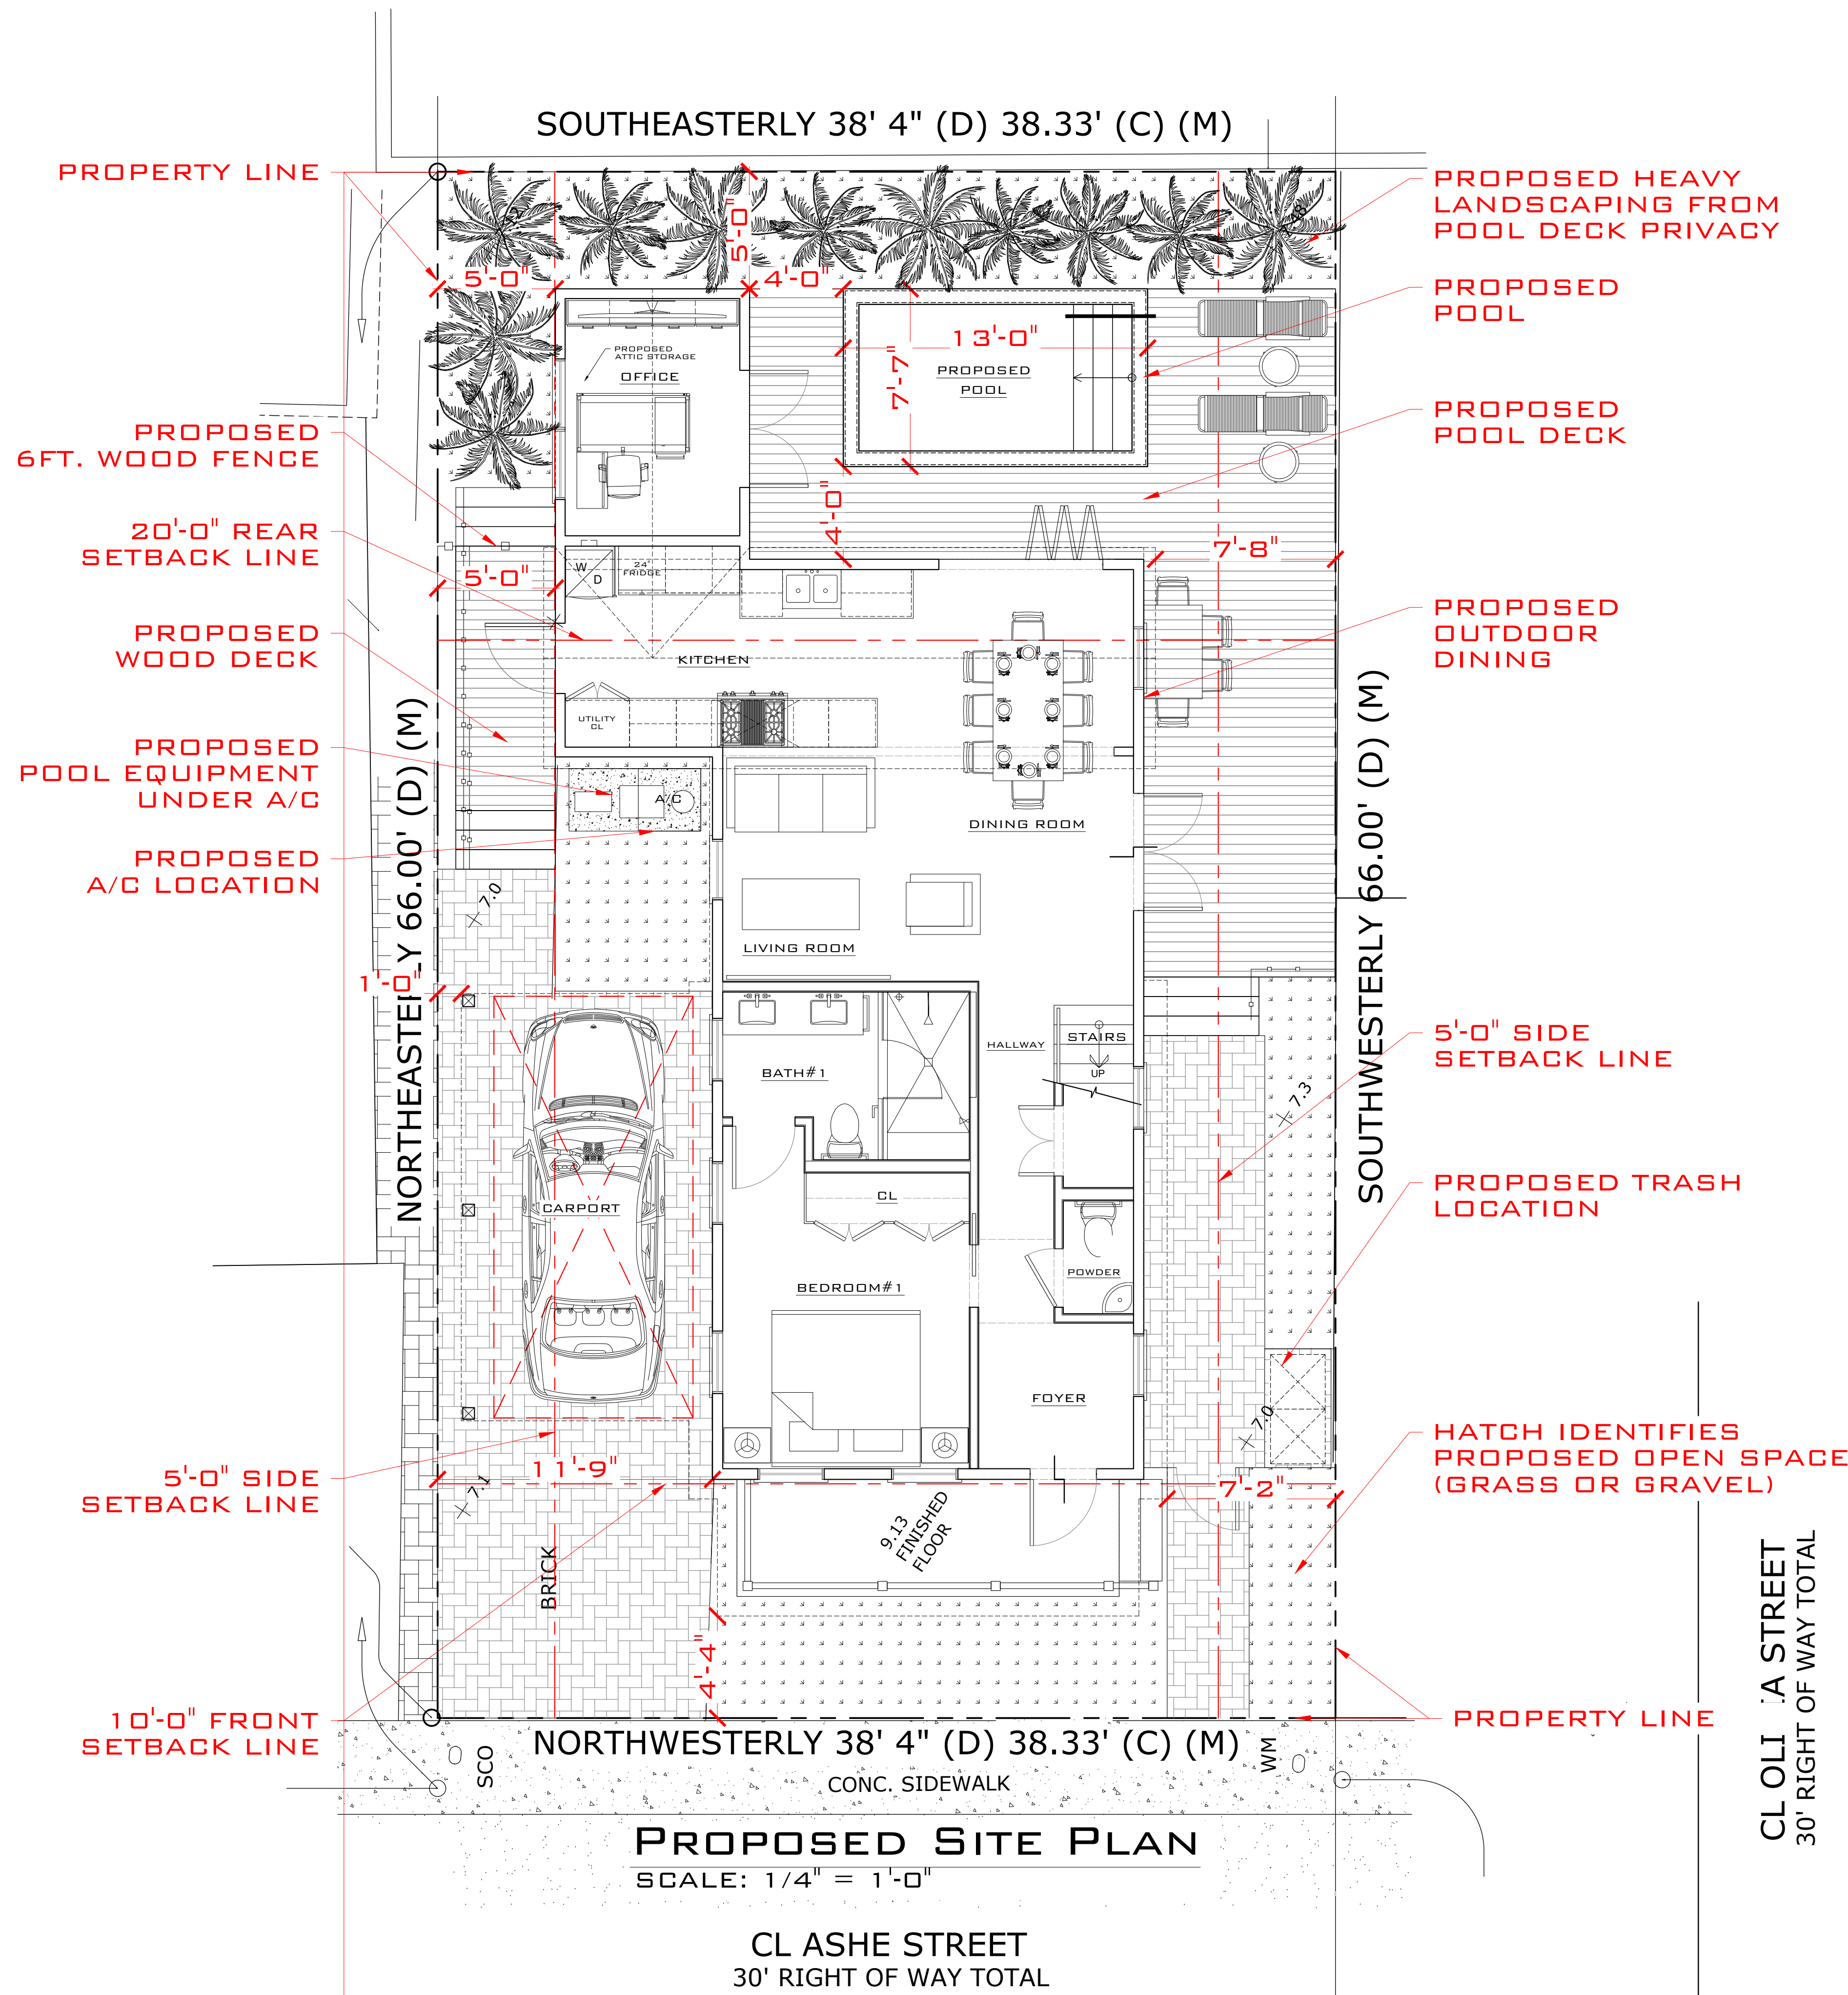 SOUTHEASTERLY 38' 4" (D) 38.33' (C) (M)
PROPERTY LINE
PROPOSED HEAVY
LANDSCAPING FROM
POOL DECK PRIVACY
5'-0"
5'-0"
4'-0"
PROPOSED
POOL
13'-0"
7'-7"
PROPOSED
POOL
PROPOSED
ATTIC STORAGE
OFFICE
PROPOSED
POOL DECK
PROPOSED
6FT. WOOD FENCE
4'-0"
20'-0" REAR
SETBACK LINE
7'-8"
5'-0"
W
D
24"
FRIDGE
PROPOSED
OUTDOOR
DINING
PROPOSED
WOOD DECK
KITCHEN
UTILITY
CL
NORTHEASTERLY 66.00' (D) (M)
SOUTHWESTERLY 66.00' (D) (M)
PROPOSED
POOL EQUIPMENT
UNDER A/C
A/C
DINING ROOM
PROPOSED
A/C LOCATION
7.0
LIVING ROOM
1'-0"
HALLWAY
STAIRS
UP
5'-0" SIDE
SETBACK LINE
BATH#1
7.3
CL
CARPORT
PROPOSED TRASH
LOCATION
POWDER
BEDROOM#1
FOYER
7.0
HATCH IDENTIFIES
PROPOSED OPEN SPACE
(GRASS OR GRAVEL)
5'-0" SIDE
SETBACK LINE
11'-9"
7.1
7'-2"
9.13
FINISHED
FLOOR
BRICK
4'-4"
10'-0" FRONT
SETBACK LINE
PROPERTY LINE
NORTHWESTERLY 38' 4" (D) 38.33' (C) (M)
SCO
WM
CONC. SIDEWALK
PROPOSED SITE PLAN
SCALE: 1/4" = 1'-0"
CL ASHE STREET
30' RIGHT OF WAY TOTAL
CL OLI IA STREET
30' RIGHT OF WAY TOTAL